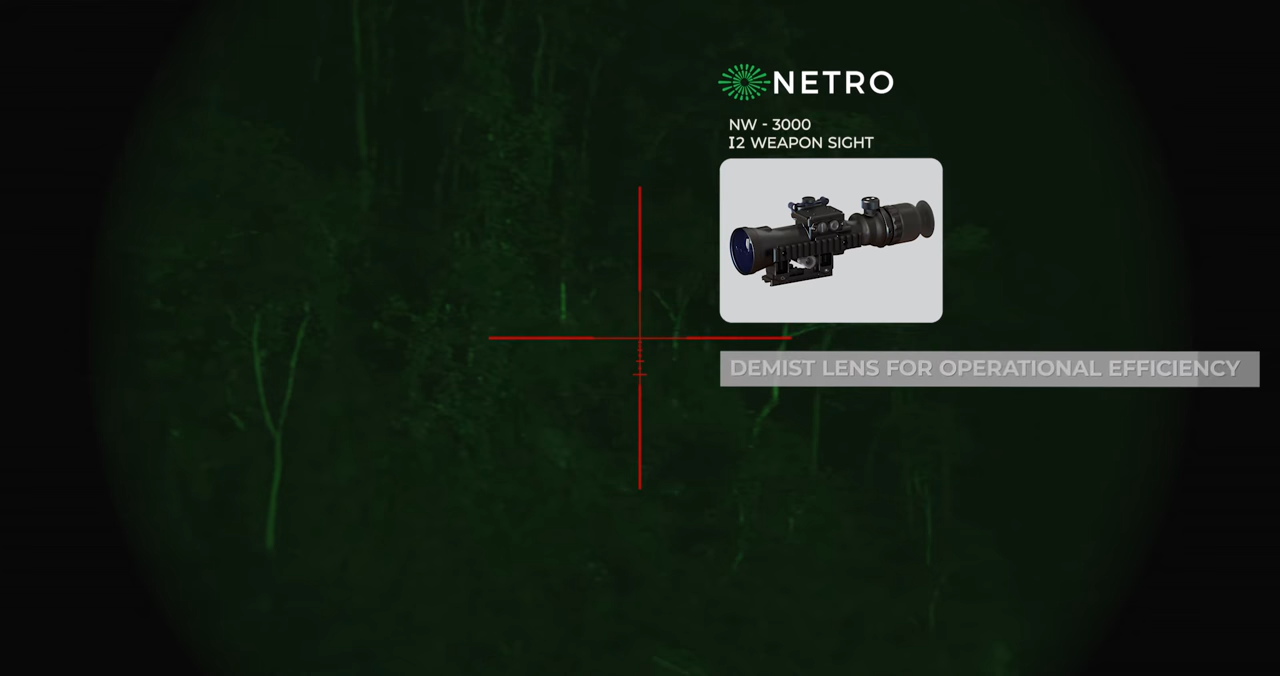 NETRO
NW - 3000
I2 WEAPON SIGHT
DEMIST LENS FOR OPERATIONAL EFFICIENCY